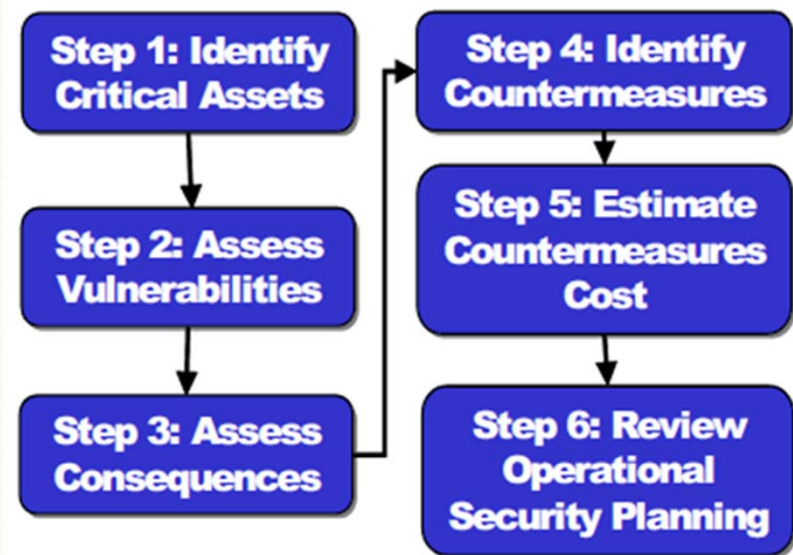 Step 1: Identify
Critical Assets
Step 2: Assess
Vulnerabilities
Step 3: Assess
Consequences
Step 4: Identify
Countermeasures
Step 5: Estimate
Countermeasures
Cost
Step 6: Review
Operational
Security Planning